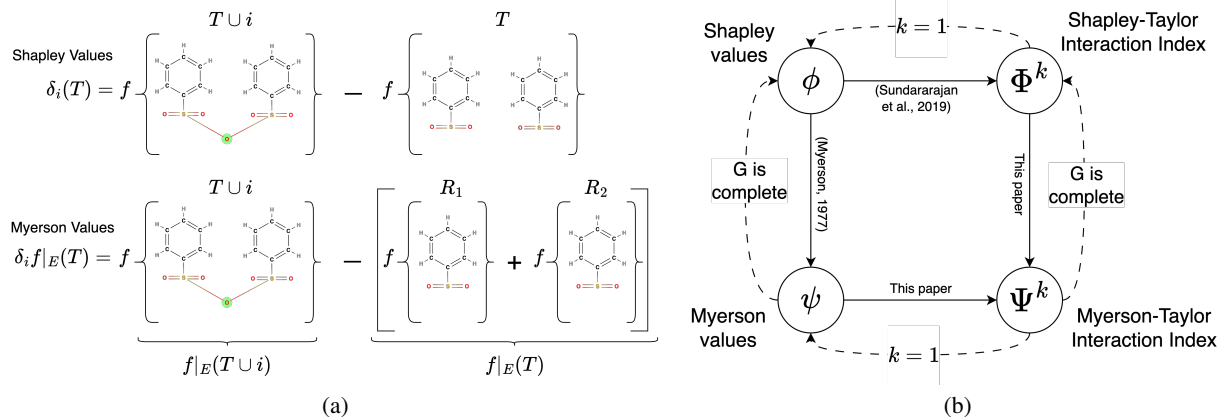 T ∪ i
T
Shapley Values
δ_i(T) = f
−
f
H H H H H C C C C C C S O O
H H H H H C C C C C C S O O
O
H H H H H C C C C C C O S O
H H H H H C C C C C C O S O
T ∪ i
R_1
R_2
Myerson Values
δ_i f|_E(T) = f
−
f
+
f
H H H H H C C C C C C S O O
H H H H H C C C C C C S O O
O
H H H H H C C C C C C O S O
H H H H H C C C C C C O S O
f|_E(T ∪ i)
f|_E(T)
(a)
Shapley
values
k = 1
Shapley-Taylor
Interaction Index
ϕ
(Sundararajan
et al., 2019)
Φ^k
G is
complete
(Myerson, 1977)
This paper
G is
complete
ψ
This paper
Ψ^k
Myerson
values
k = 1
Myerson-Taylor
Interaction Index
(b)